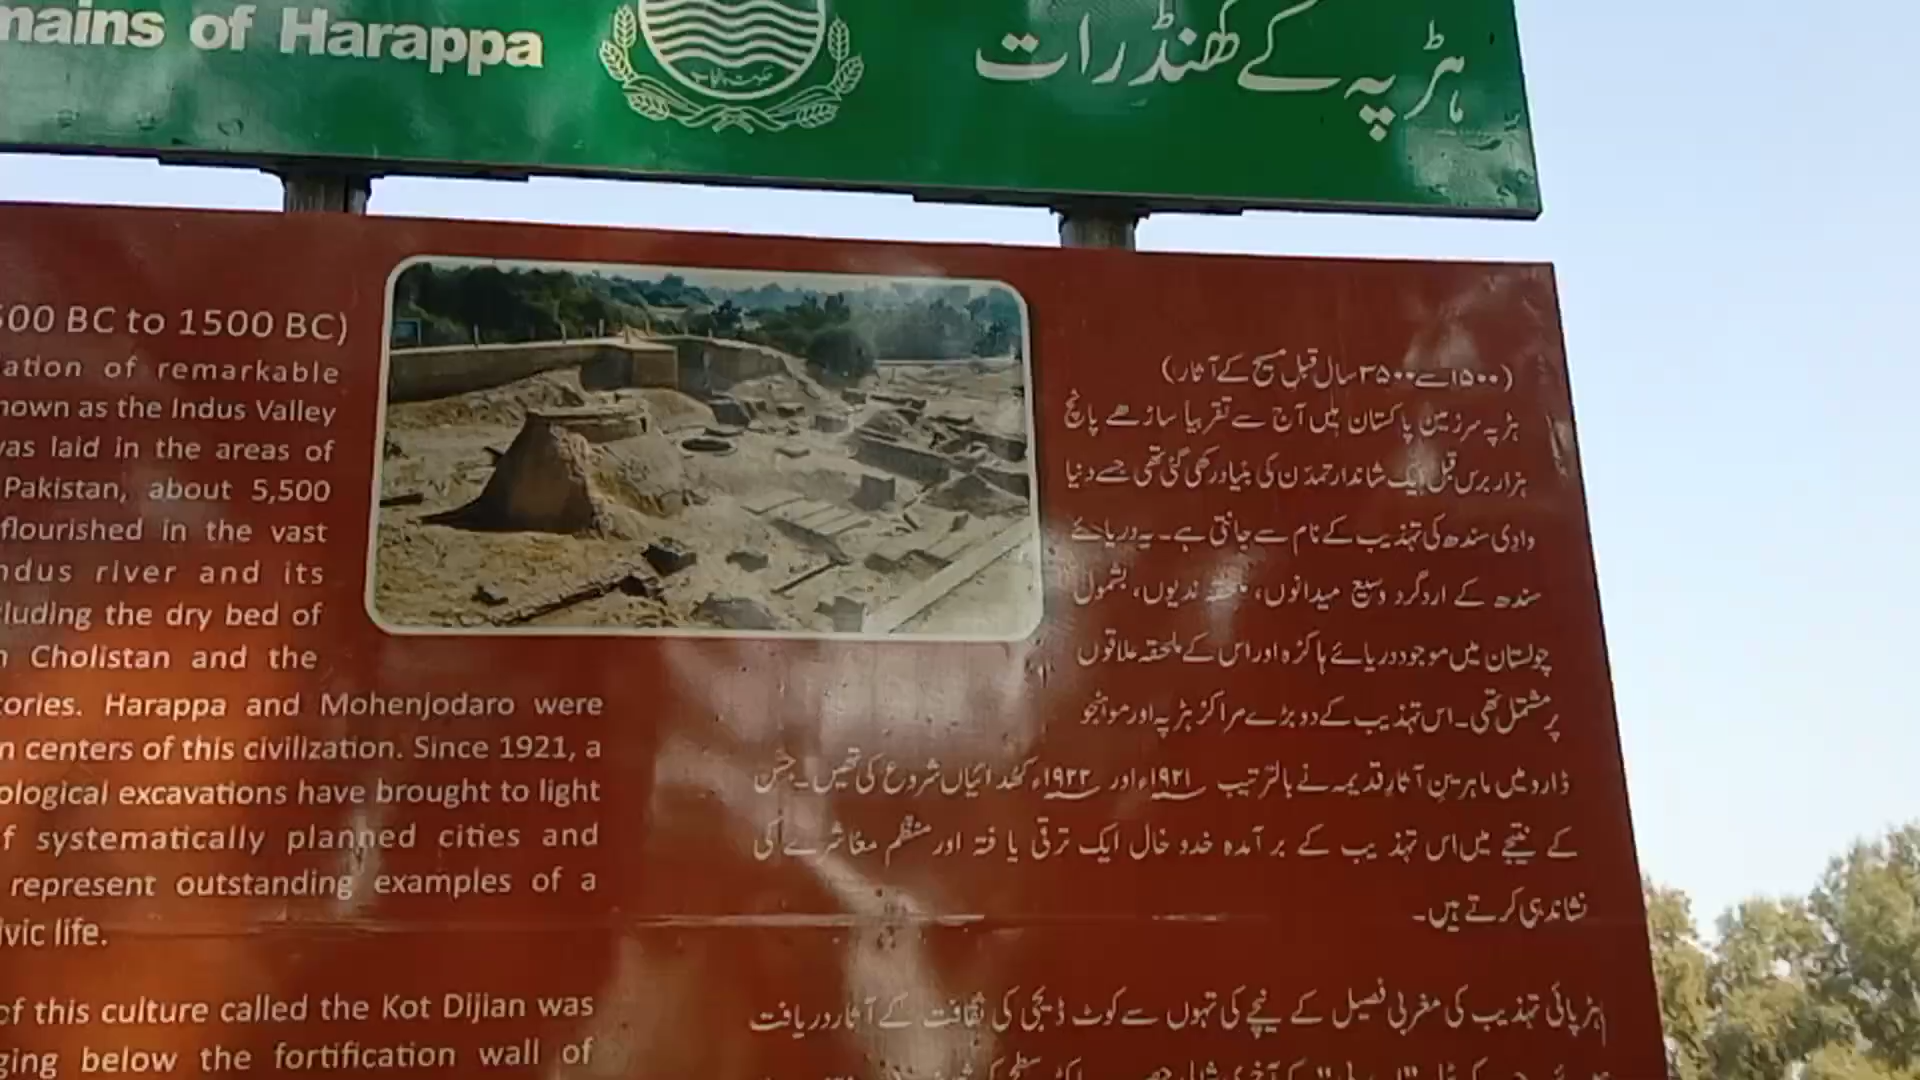 mains of Harappa
ہڑپہ کے کھنڈرات
حکومت پنجاب
500 BC to 1500 BC)
ation of remarkable
nown as the Indus Valley
was laid in the areas of
Pakistan, about 5,500
flourished in the vast
ndus river and its
cluding the dry bed of
n Cholistan and the
tories. Harappa and Mohenjodaro were
n centers of this civilization. Since 1921, a
ological excavations have brought to light
f systematically planned cities and
represent outstanding examples of a
ivic life.
of this culture called the Kot Dijian was
ging below the fortification wall of
(۱۵۰۰ سے ۳۵۰۰ سال قبل مسیح کے آثار)
ہڑپہ سرزمین پاکستان میں آج سے تقریباً ساڑھے پانچ
ہزار برس قبل ایک شاندار تمدّن کی بنیاد رکھی گئی تھی جسے دنیا
وادی سندھ کی تہذیب کے نام سے جانتی ہے۔ یہ دریائے
سندھ کے اردگرد وسیع میدانوں، ملحقہ ندیوں، بشمول
چولستان میں موجود دریائے ہاکڑہ اور اس کے ملحقہ علاقوں
پر مشتمل تھی۔ اس تہذیب کے دو بڑے مراکز ہڑپہ اور موہنجو
ڈارو میں ماہرین آثار قدیمہ نے بالترتیب ۱۹۲۱ء اور ۱۹۲۲ء کھدائیاں شروع کی تھیں۔ جس
کے نتیجے میں اس تہذیب کے برآمدہ خدوخال ایک ترقی یافتہ اور منظم معاشرے کی
نشاندہی کرتے ہیں۔
ہڑپائی تہذیب کی مغربی فصیل کے نیچے کی تہوں سے کوٹ ڈیجی کی ثقافت کے آثار دریافت